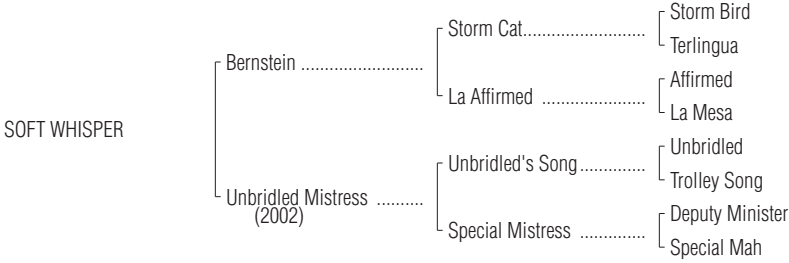 Storm Bird
Storm Cat..........................
Terlingua
Bernstein ..........................
Affirmed
La Affirmed ......................
La Mesa
SOFT WHISPER
Unbridled
Unbridled's Song..............
Trolley Song
Unbridled Mistress ..........
(2002)
Deputy Minister
Special Mistress ..............
Special Mah